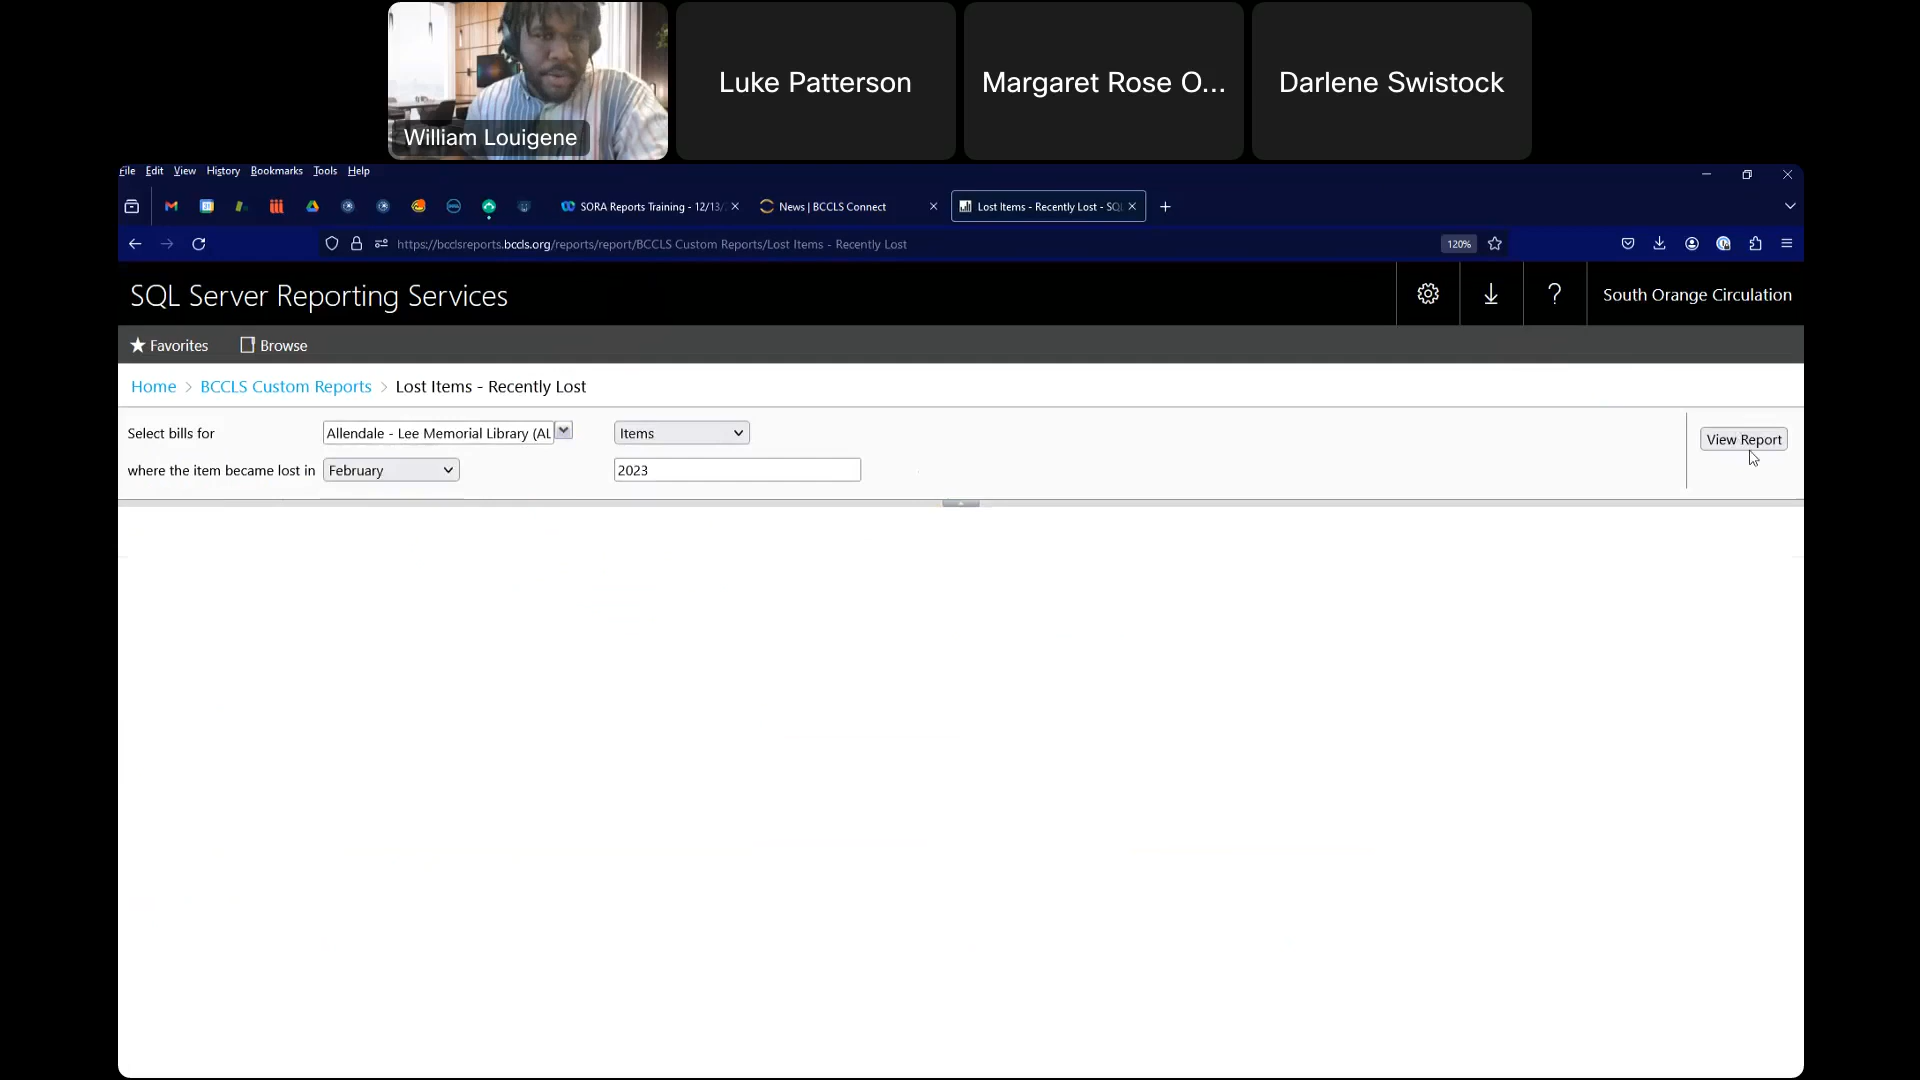 William Louigene
Luke Patterson
Margaret Rose O...
Darlene Swistock
File Edit View History Bookmarks Tools Help
SORA Reports Training - 12/13/
News | BCCLS Connect
Lost Items - Recently Lost - SQL
https://bcclsreports.bccls.org/reports/report/BCCLS Custom Reports/Lost Items - Recently Lost
120%
SQL Server Reporting Services
South Orange Circulation
Favorites Browse
Home > BCCLS Custom Reports > Lost Items - Recently Lost
Select bills for Allendale - Lee Memorial Library (AL Items
View Report
where the item became lost in February 2023